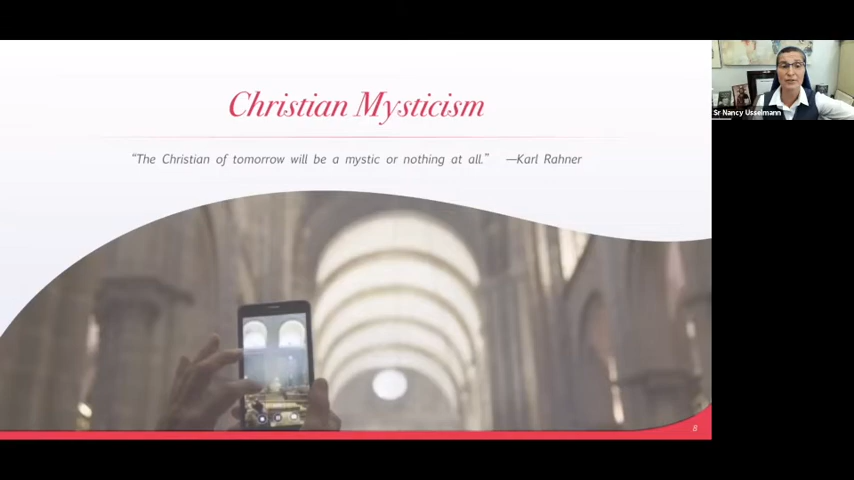 Christian Mysticism
“The Christian of tomorrow will be a mystic or nothing at all.” —Karl Rahner
Sr Nancy Usselmann
8